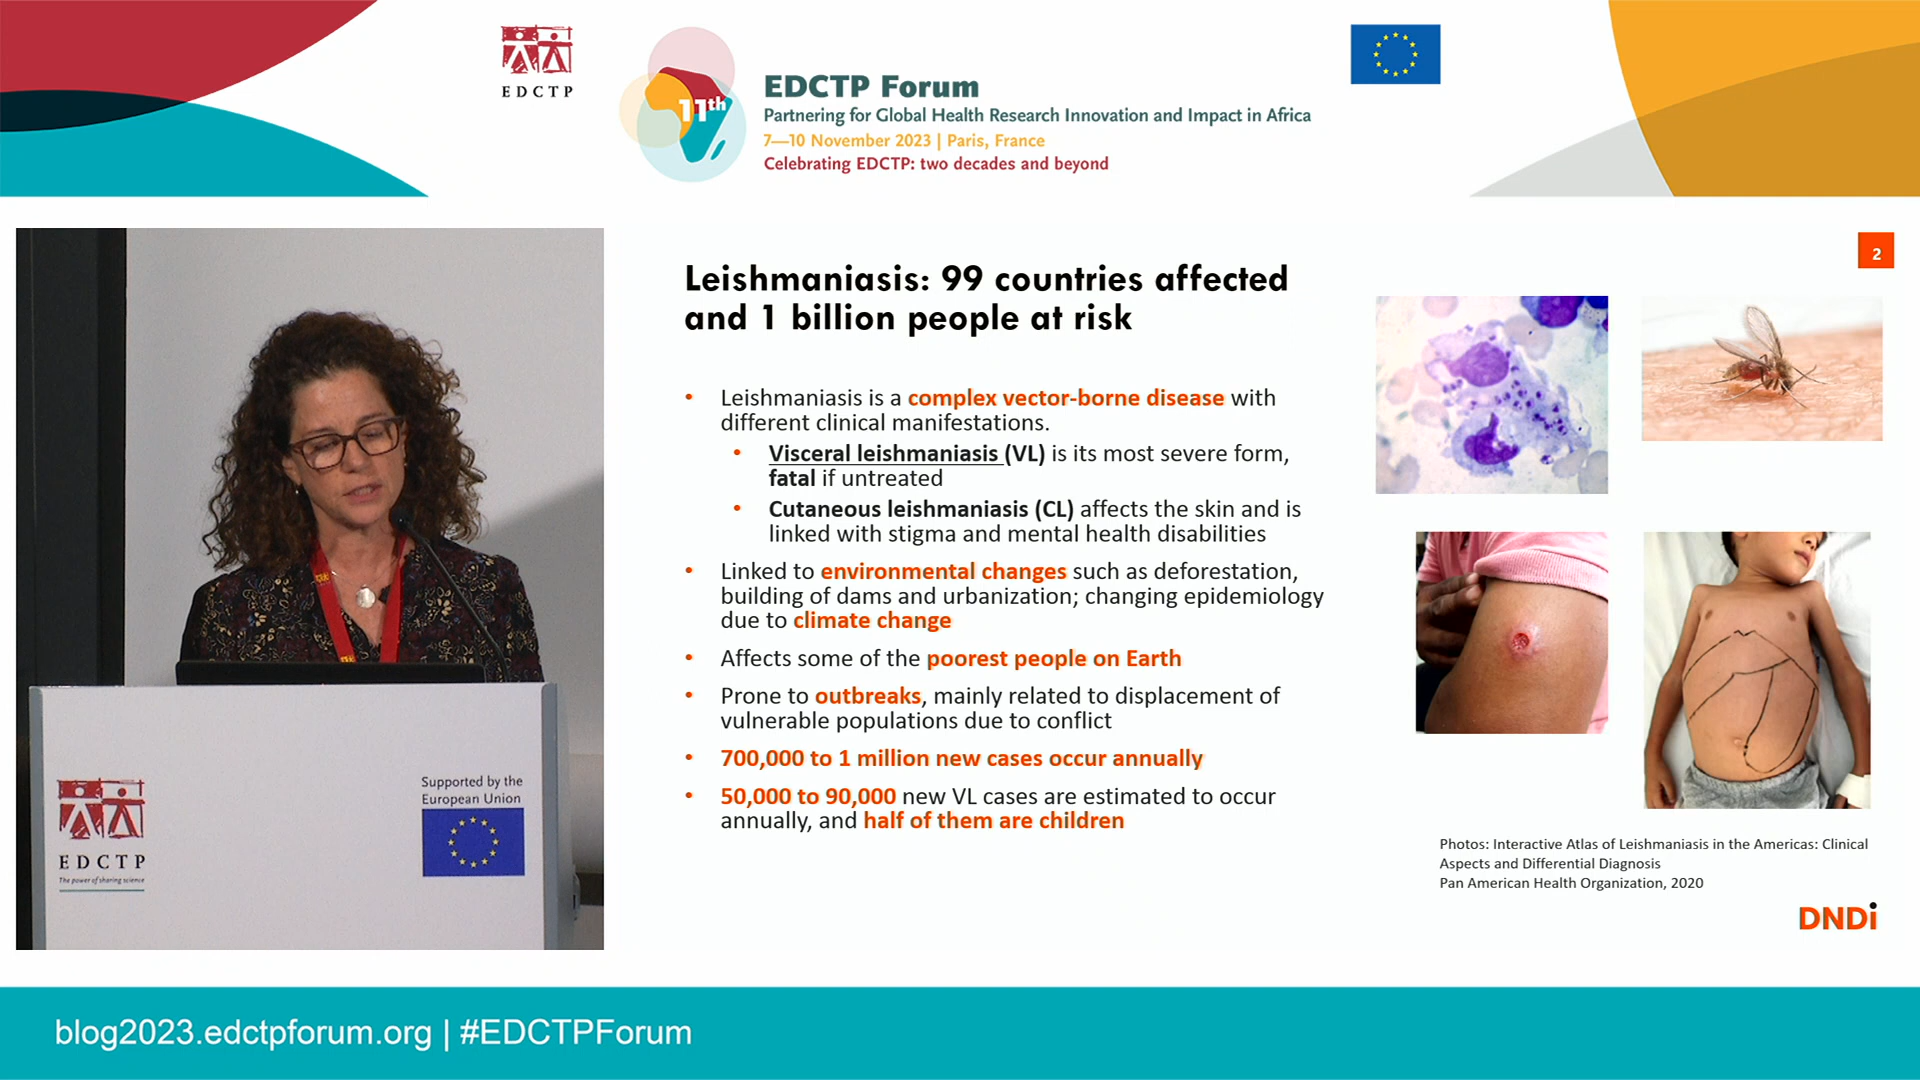 EDCTP
11th
EDCTP Forum
Partnering for Global Health Research Innovation and Impact in Africa
7—10 November 2023 | Paris, France
Celebrating EDCTP: two decades and beyond
2
Leishmaniasis: 99 countries affected
and 1 billion people at risk
• Leishmaniasis is a complex vector-borne disease with
different clinical manifestations.
• Visceral leishmaniasis (VL) is its most severe form,
fatal if untreated
• Cutaneous leishmaniasis (CL) affects the skin and is
linked with stigma and mental health disabilities
• Linked to environmental changes such as deforestation,
building of dams and urbanization; changing epidemiology
due to climate change
• Affects some of the poorest people on Earth
• Prone to outbreaks, mainly related to displacement of
vulnerable populations due to conflict
• 700,000 to 1 million new cases occur annually
• 50,000 to 90,000 new VL cases are estimated to occur
annually, and half of them are children
Photos: Interactive Atlas of Leishmaniasis in the Americas: Clinical
Aspects and Differential Diagnosis
Pan American Health Organization, 2020
DNDi
Supported by the
European Union
EDCTP
The power of sharing science
blog2023.edctpforum.org | #EDCTPForum